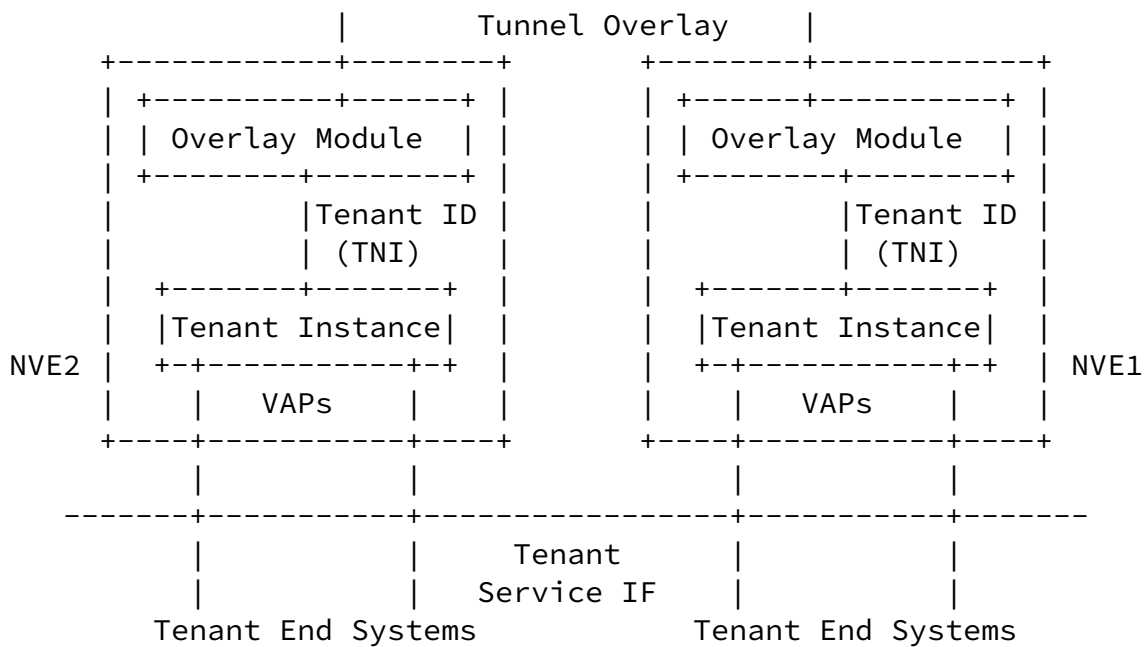 Tunnel Overlay
Overlay Module Overlay Module
Tenant ID Tenant ID
(TNI) (TNI)
Tenant Instance Tenant Instance
NVE2 NVE1
VAPs VAPs
Tenant
Service IF
Tenant End Systems Tenant End Systems